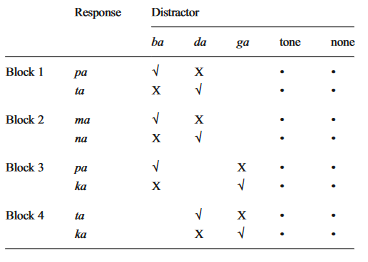 Response Distractor
ba da ga tone none
Block 1 pa √ X • •
ta X √ • •
Block 2 ma √ X • •
na X √ • •
Block 3 pa √ X • •
ka X √ • •
Block 4 ta √ X • •
ka X √ • •